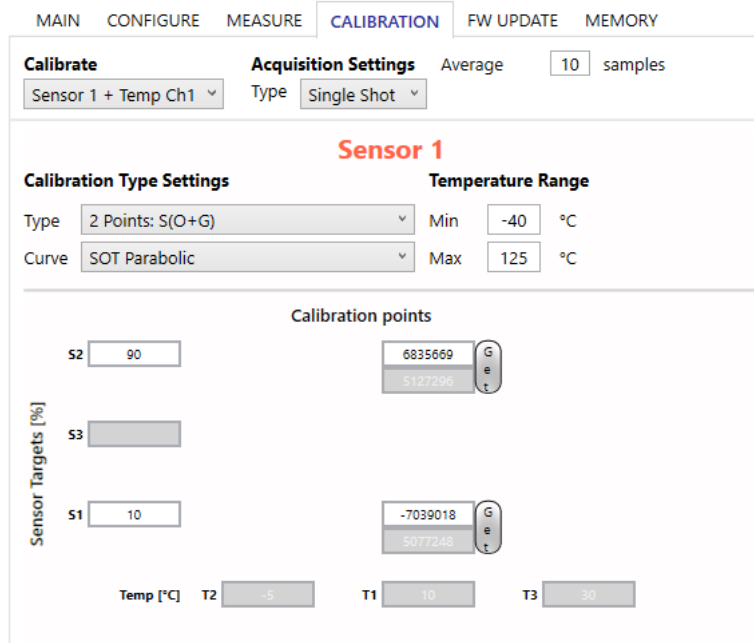 MAIN CONFIGURE MEASURE CALIBRATION FW UPDATE MEMORY
Calibrate Acquisition Settings Average 10 samples
Sensor 1 + Temp Ch1 Type Single Shot
Sensor 1
Calibration Type Settings Temperature Range
Type 2 Points: S(O+G) Min -40 °C
Curve SOT Parabolic Max 125 °C
Calibration points
S2 90 6835669 Get
5127296
Sensor Targets [%]
S3
S1 10 -7039018 Get
5077248
Temp [°C] T2 -5 T1 10 T3 30